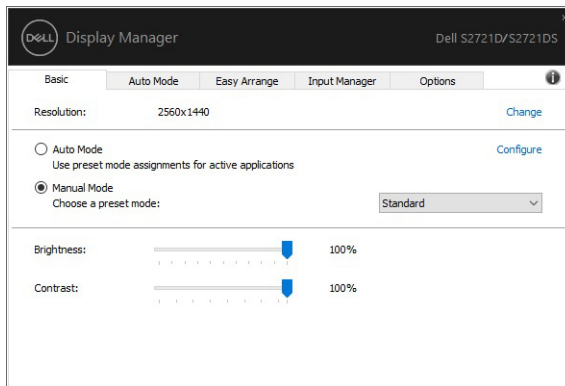 DELL Display Manager
Dell S2721D/S2721DS
Basic Auto Mode Easy Arrange Input Manager Options
Resolution: 2560x1440 Change
Auto Mode Configure
Use preset mode assignments for active applications
Manual Mode
Choose a preset mode: Standard
Brightness: 100%
Contrast: 100%